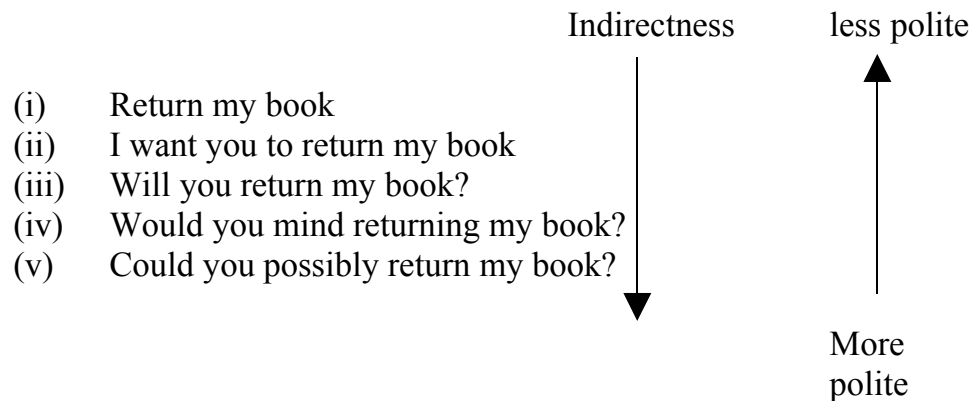 Indirectness less polite
(i) Return my book
(ii) I want you to return my book
(iii) Will you return my book?
(iv) Would you mind returning my book?
(v) Could you possibly return my book?
More
polite